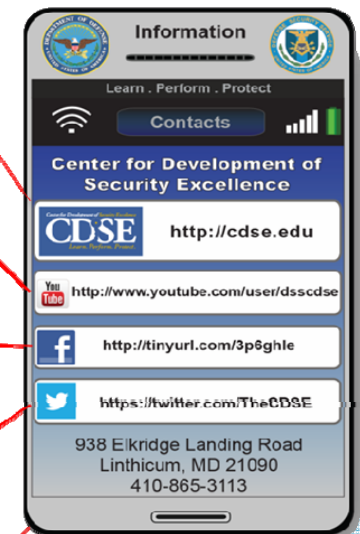 Information
Learn . Perform . Protect
Contacts
Center for Development of
Security Excellence
CDSE
Learn. Perform. Protect.
http://cdse.edu
You
Tube
http://www.youtube.com/user/dsscdse
f
http://tinyurl.com/3p6ghle
https://twitter.com/TheCDSE
938 Elkridge Landing Road
Linthicum, MD 21090
410-865-3113